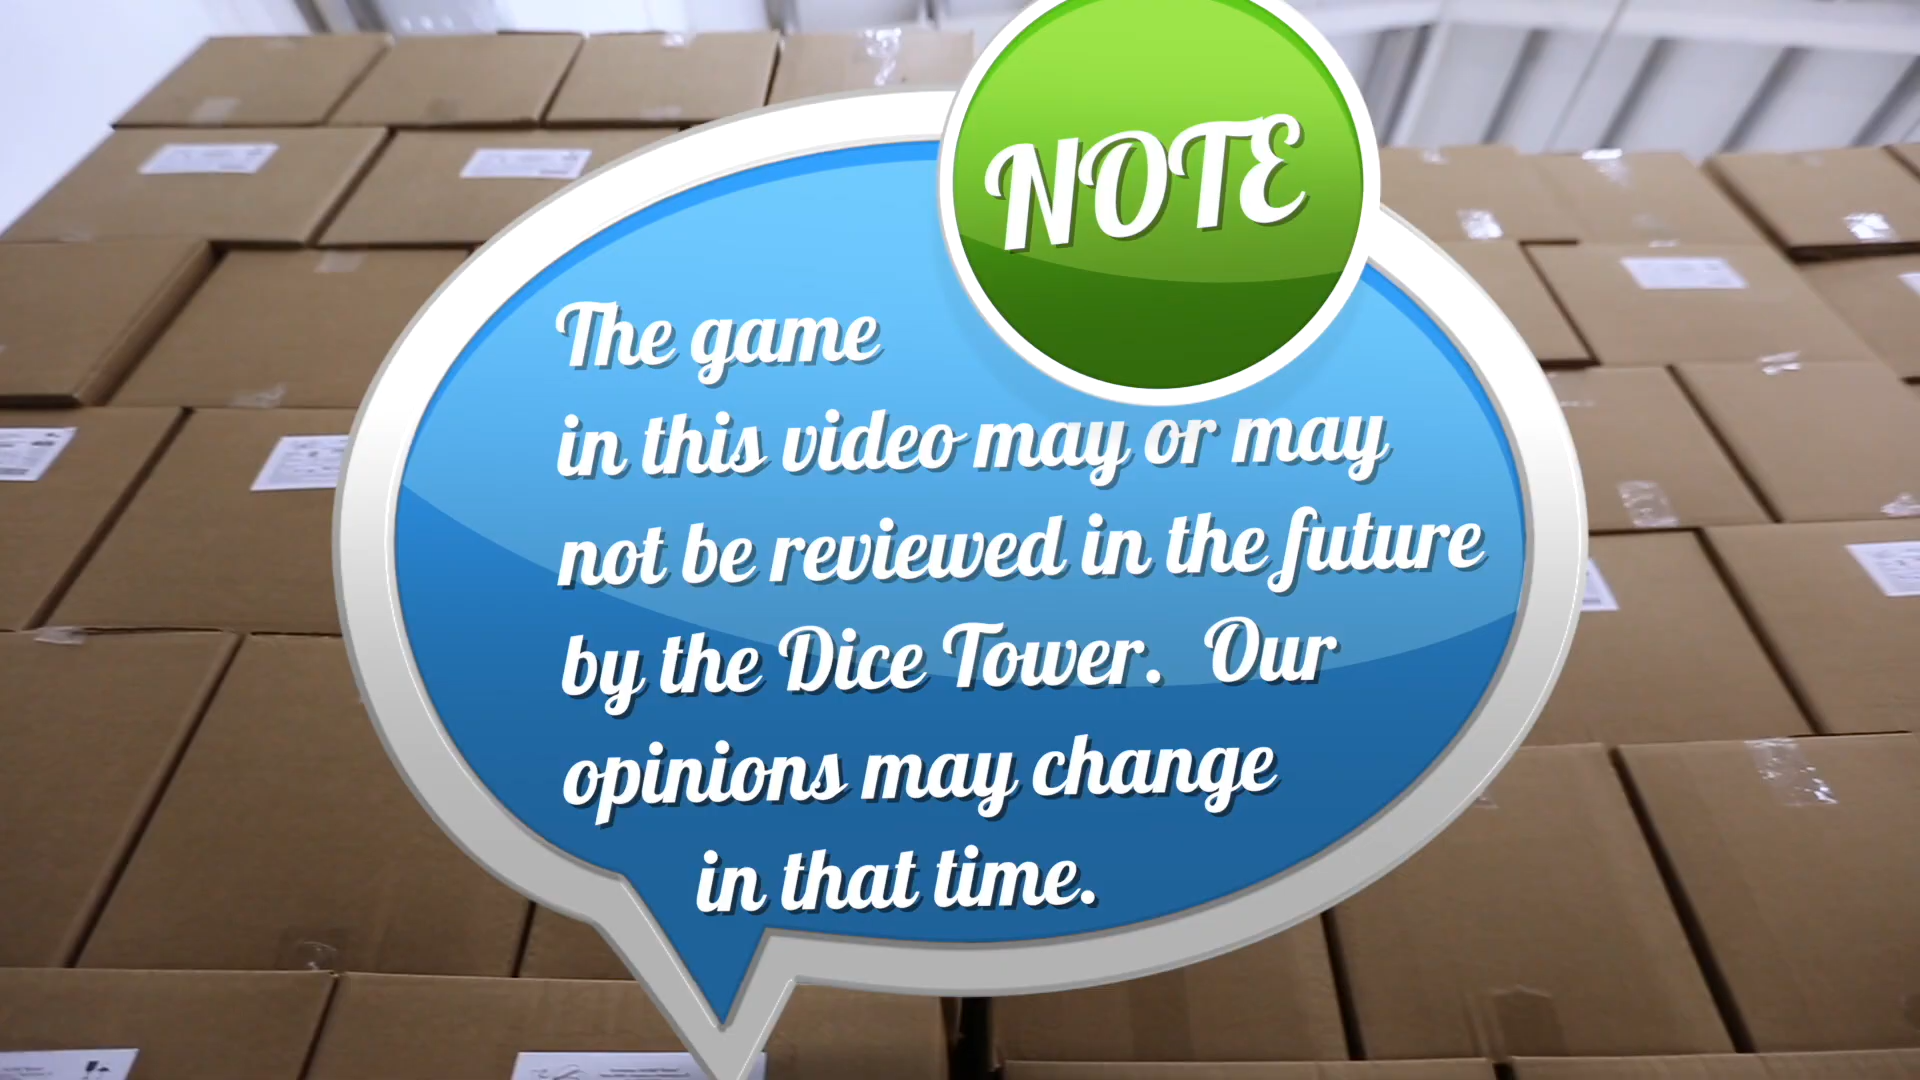 NOTE
The game
in this video may or may
not be reviewed in the future
by the Dice Tower. Our
opinions may change
in that time.